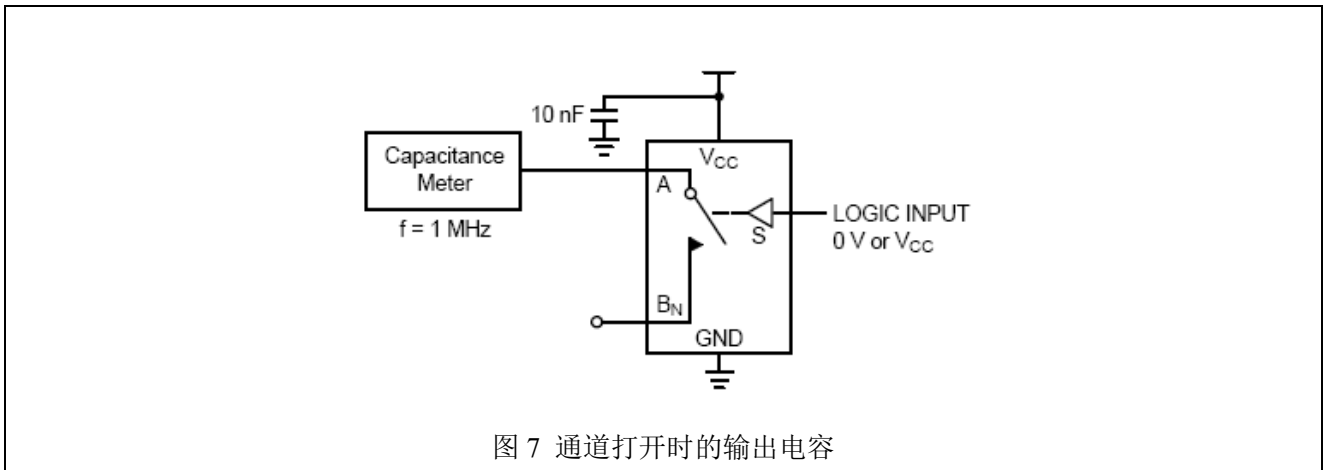 10 nF
Capacitance
Meter
f = 1 MHz
VCC
A
S
LOGIC INPUT
0 V or VCC
BN
GND
图 7 通道打开时的输出电容